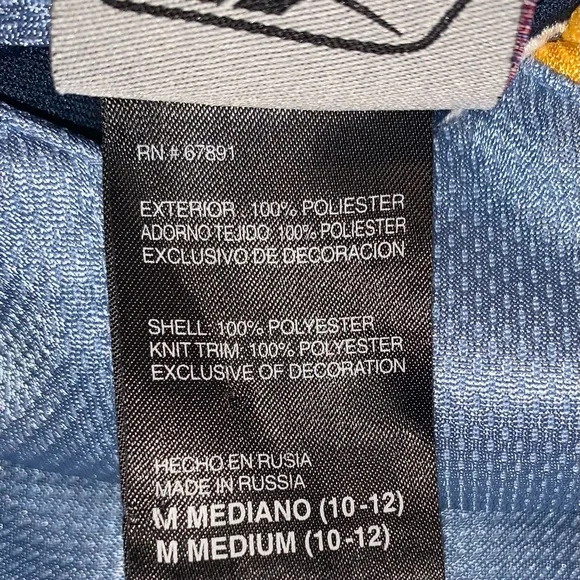 RN # 67891
EXTERIOR: 100% POLIESTER
ADORNO TEJIDO: 100% POLIESTER
EXCLUSIVO DE DECORACION
SHELL: 100% POLYESTER
KNIT TRIM: 100% POLYESTER
EXCLUSIVE OF DECORATION
HECHO EN RUSIA
MADE IN RUSSIA
M MEDIANO (10-12)
M MEDIUM (10-12)